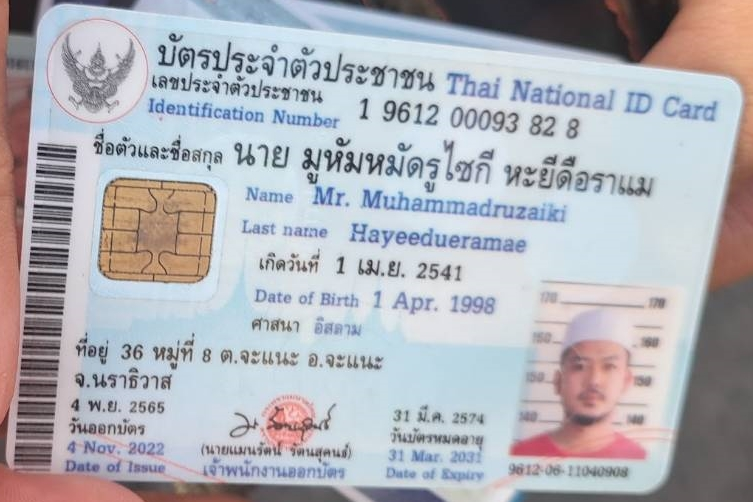 บัตรประจำตัวประชาชน Thai National ID Card
เลขประจำตัวประชาชน
Identification Number 1 9612 00093 82 8
ชื่อตัวและชื่อสกุล นาย มูหัมหมัดรูไซกี หะยีดือราแม
Name Mr. Muhammadruzaiki
Last name Hayeedueramae
เกิดวันที่ 1 เม.ย. 2541
Date of Birth 1 Apr. 1998
ศาสนา อิสลาม
ที่อยู่ 36 หมู่ที่ 8 ต.จะแนะ อ.จะแนะ
จ.นราธิวาส
4 พ.ย. 2565
วันออกบัตร
4 Nov. 2022
Date of Issue
(นายแมนรัตน์ รัตนสุคนธ์)
เจ้าพนักงานออกบัตร
31 มี.ค. 2574
วันบัตรหมดอายุ
31 Mar. 2031
Date of Expiry
170 170
160 160
150 150
140 140
9612-06-11040908